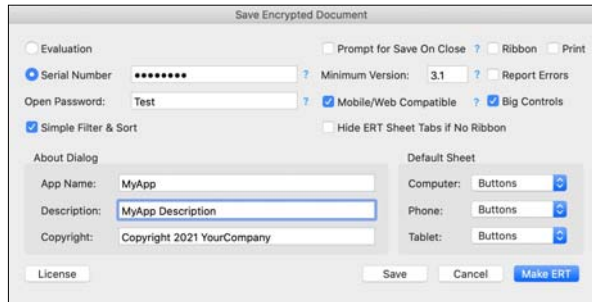 Save Encrypted Document
Evaluation Prompt for Save On Close ? Ribbon Print
Serial Number ●●●●●●●● ? Minimum Version: 3.1 ? Report Errors
Open Password: Test ? Mobile/Web Compatible ? Big Controls
Simple Filter & Sort Hide ERT Sheet Tabs if No Ribbon
About Dialog Default Sheet
App Name: MyApp Computer: Buttons
Description: MyApp Description Phone: Buttons
Copyright: Copyright 2021 YourCompany Tablet: Buttons
License Save Cancel Make ERT